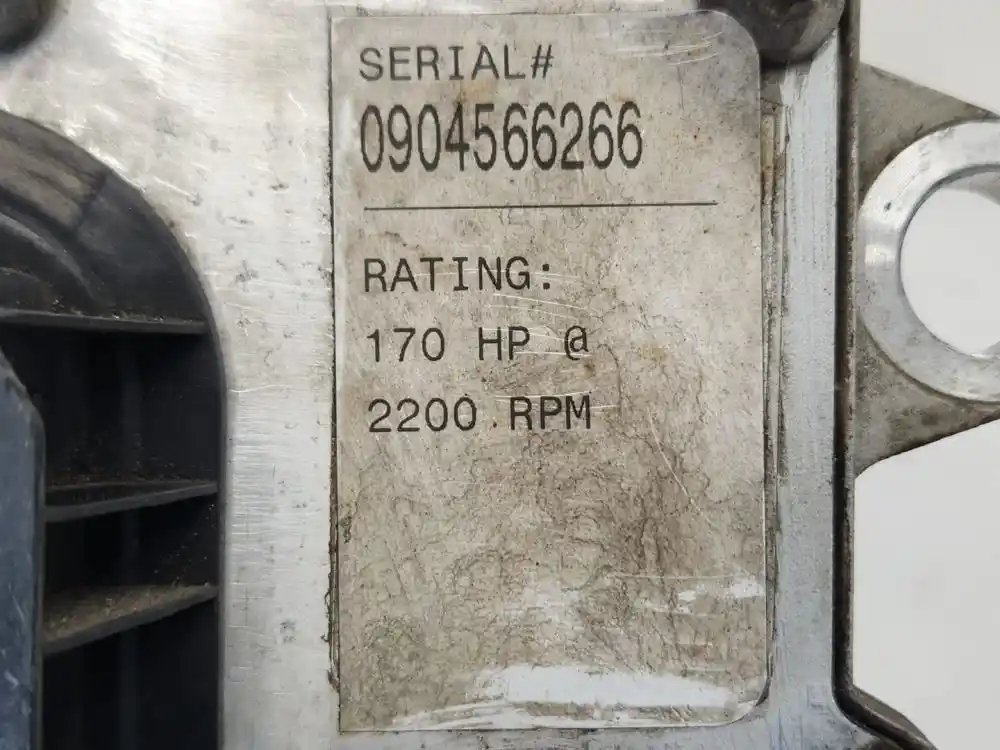 SERIAL#
0904566266
RATING:
170 HP @
2200 RPM